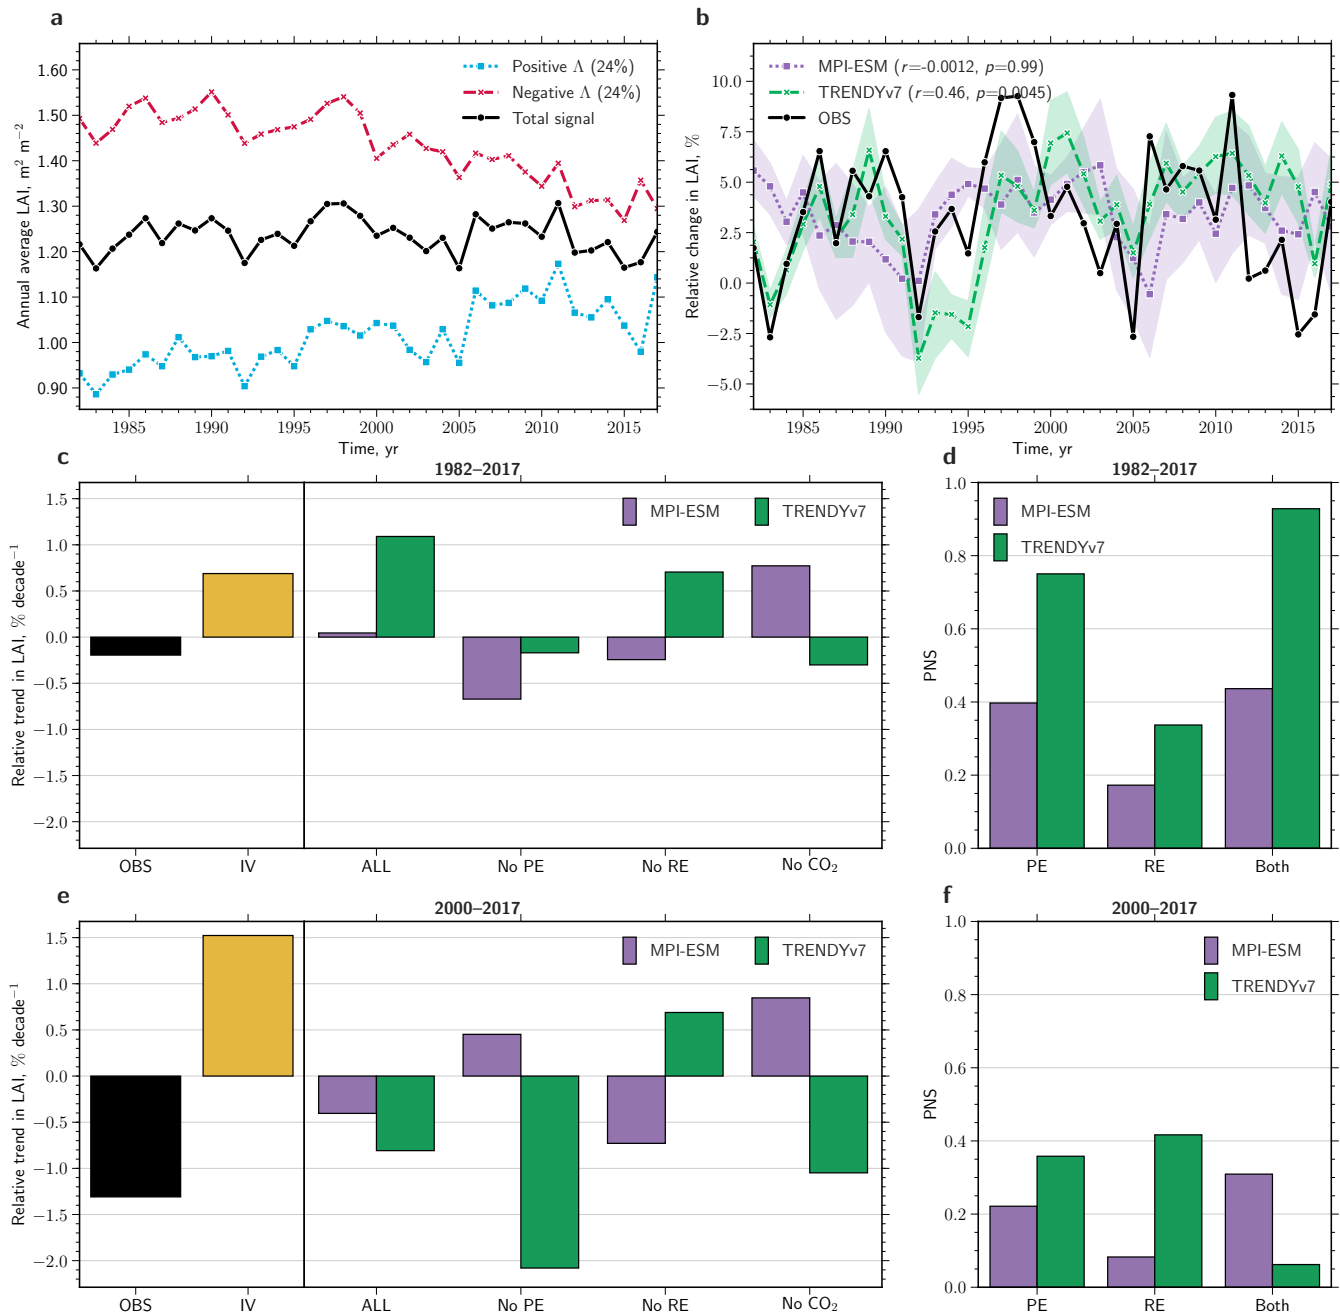 a
Annual average LAI, m² m⁻²
1.60
1.50
1.40
1.30
1.20
1.10
1.00
0.90
Positive Λ (24%)
Negative Λ (24%)
Total signal
1985
1990
1995
2000
2005
2010
2015
Time, yr
b
Relative change in LAI, %
10.0
7.5
5.0
2.5
0.0
−2.5
−5.0
MPI-ESM (r=-0.0012, p=0.99)
TRENDYv7 (r=0.46, p=0.0045)
OBS
1985
1990
1995
2000
2005
2010
2015
Time, yr
c
1982–2017
Relative trend in LAI, % decade⁻¹
1.5
1.0
0.5
0.0
−0.5
−1.0
−1.5
−2.0
MPI-ESM
TRENDYv7
OBS
IV
ALL
No PE
No RE
No CO₂
d
1982–2017
PNS
1.0
0.8
0.6
0.4
0.2
0.0
MPI-ESM
TRENDYv7
PE
RE
Both
e
2000–2017
Relative trend in LAI, % decade⁻¹
1.5
1.0
0.5
0.0
−0.5
−1.0
−1.5
−2.0
MPI-ESM
TRENDYv7
OBS
IV
ALL
No PE
No RE
No CO₂
f
2000–2017
PNS
1.0
0.8
0.6
0.4
0.2
0.0
MPI-ESM
TRENDYv7
PE
RE
Both